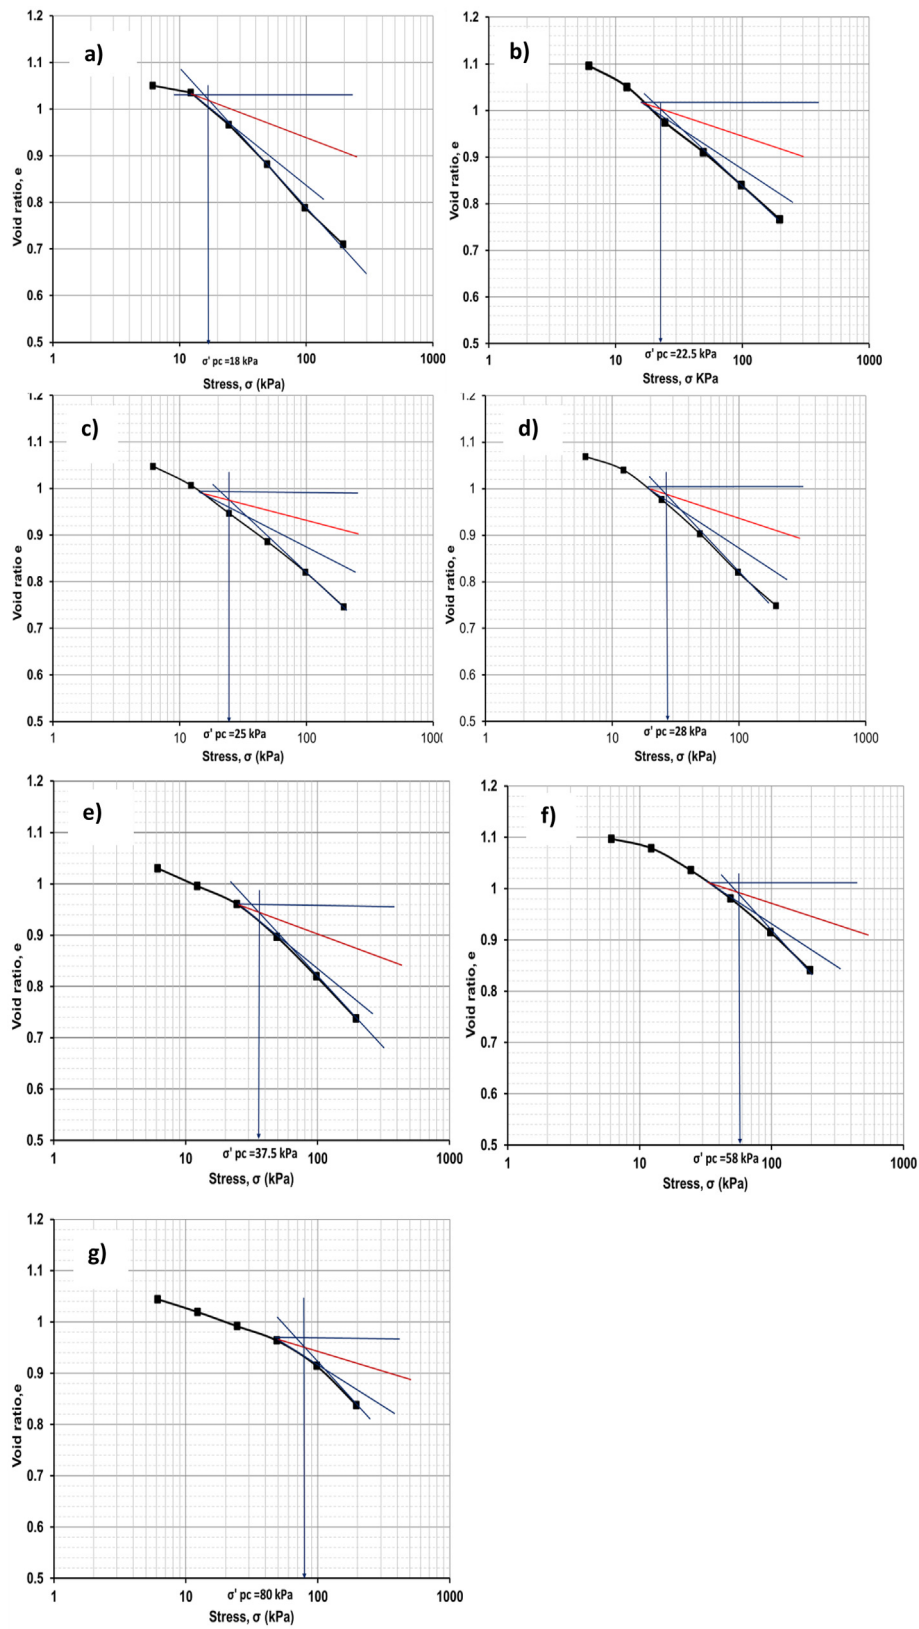 a)
1.2
1.1
1
0.9
0.8
0.7
0.6
0.5
Void ratio, e
1 10 100 1000
σ' pc =18 kPa
Stress, σ (kPa)
b)
1.2
1.1
1
0.9
0.8
0.7
0.6
0.5
Void ratio, e
1 10 100 1000
σ' pc =22.5 kPa
Stress, σ KPa
c)
1.2
1.1
1
0.9
0.8
0.7
0.6
0.5
Void ratio e
1 10 100 1000
σ' pc =25 kPa
Stress, σ (kPa)
d)
1.2
1.1
1
0.9
0.8
0.7
0.6
0.5
Void ratio, e
1 10 100 1000
σ' pc =28 kPa
Stress, σ (kPa)
e)
1.2
1.1
1
0.9
0.8
0.7
0.6
0.5
Void ratio, e
1 10 100 1000
σ' pc =37.5 kPa
Stress, σ (kPa)
f)
1.2
1.1
1
0.9
0.8
0.7
0.6
0.5
Void ratio, e
1 10 100 1000
σ' pc =58 kPa
Stress, σ (kPa)
g)
1.2
1.1
1
0.9
0.8
0.7
0.6
0.5
Void ratio,e
1 10 100 1000
σ' pc =80 kPa
Stress, σ (kPa)